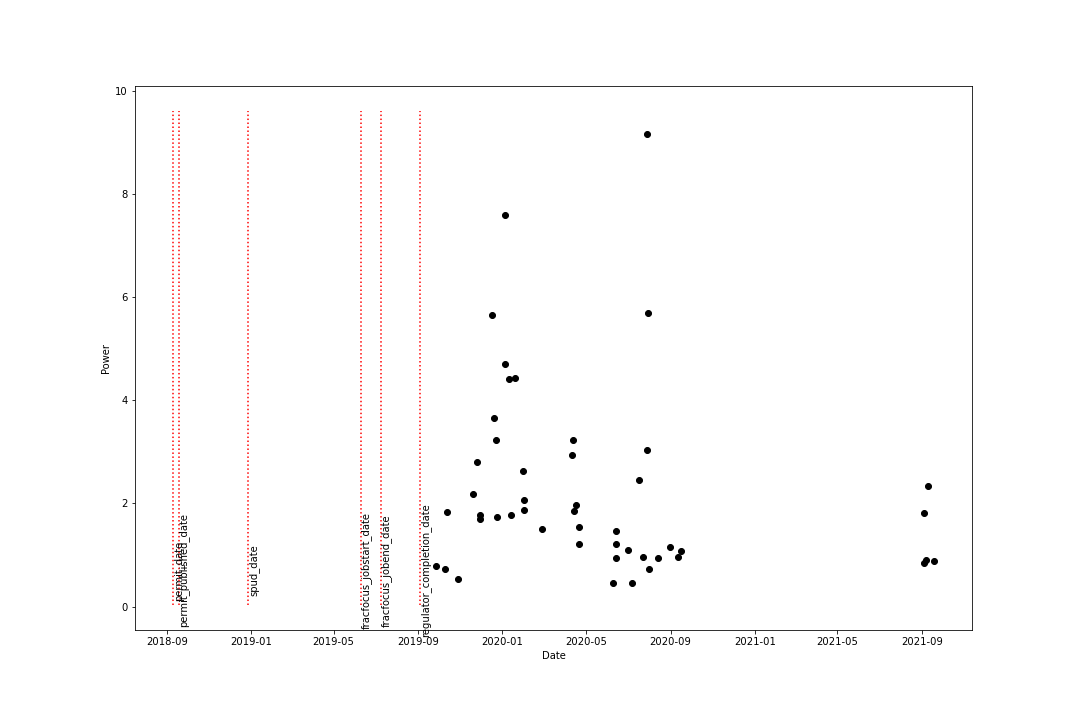 10
8
6
4
2
0
Power
permit_date
permit_published_date
spud_date
fracfocus_jobstart_date
fracfocus_jobend_date
regulator_completion_date
2018-09
2019-01
2019-05
2019-09
2020-01
2020-05
2020-09
2021-01
2021-05
2021-09
Date